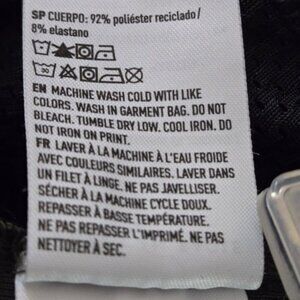 SP CUERPO: 92% poliéster reciclado/
8% elastano
EN MACHINE WASH COLD WITH LIKE
COLORS. WASH IN GARMENT BAG. DO NOT
BLEACH. TUMBLE DRY LOW. COOL IRON. DO
NOT IRON ON PRINT.
FR LAVER À LA MACHINE À L'EAU FROIDE
AVEC COULEURS SIMILAIRES. LAVER DANS
UN FILET À LINGE. NE PAS JAVELLISER.
SÉCHER À LA MACHINE CYCLE DOUX.
REPASSER À BASSE TEMPÉRATURE.
NE PAS REPASSER L'IMPRIMÉ. NE PAS
NETTOYER À SEC.